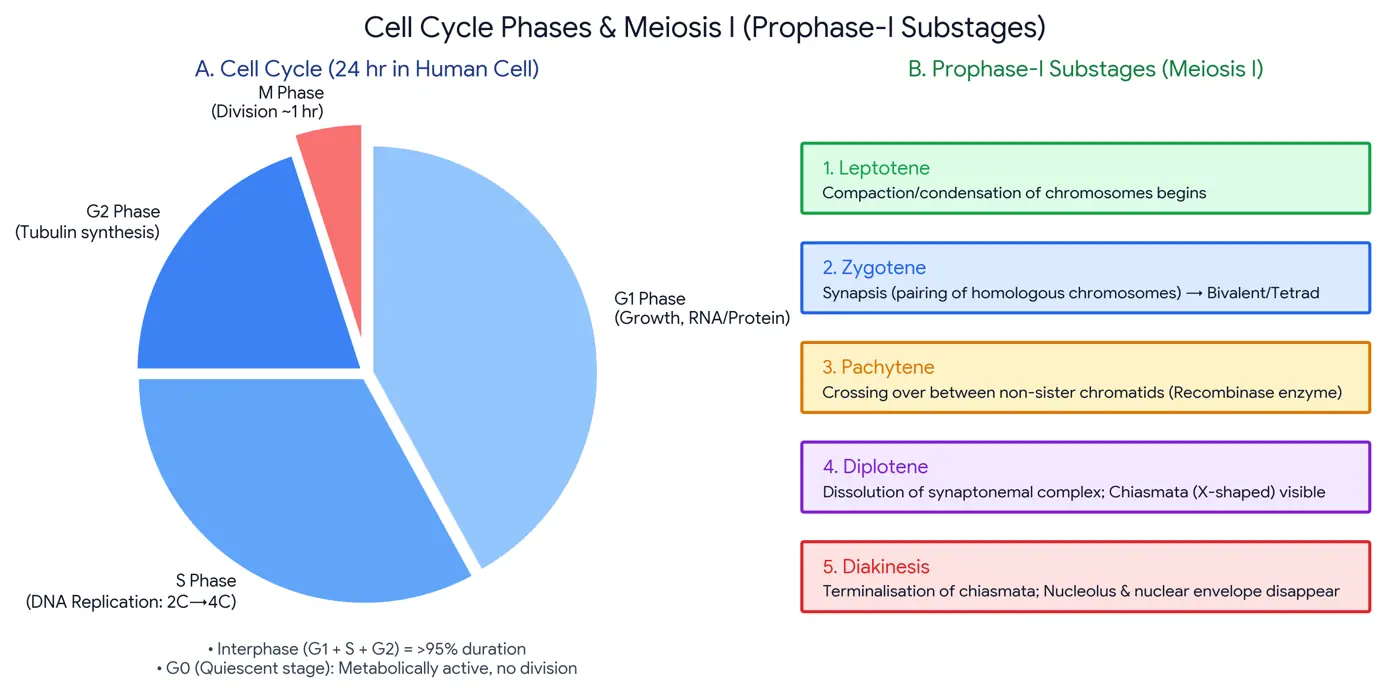 Cell Cycle Phases & Meiosis I (Prophase-I Substages)
A. Cell Cycle (24 hr in Human Cell)
M Phase
(Division ~1 hr)
G2 Phase
(Tubulin synthesis)
G1 Phase
(Growth, RNA/Protein)
S Phase
(DNA Replication: 2C→4C)
• Interphase (G1 + S + G2) = >95% duration
• G0 (Quiescent stage): Metabolically active, no division
B. Prophase-I Substages (Meiosis I)
1. Leptotene
Compaction/condensation of chromosomes begins
2. Zygotene
Synapsis (pairing of homologous chromosomes) → Bivalent/Tetrad
3. Pachytene
Crossing over between non-sister chromatids (Recombinase enzyme)
4. Diplotene
Dissolution of synaptonemal complex; Chiasmata (X-shaped) visible
5. Diakinesis
Terminalisation of chiasmata; Nucleolus & nuclear envelope disappear